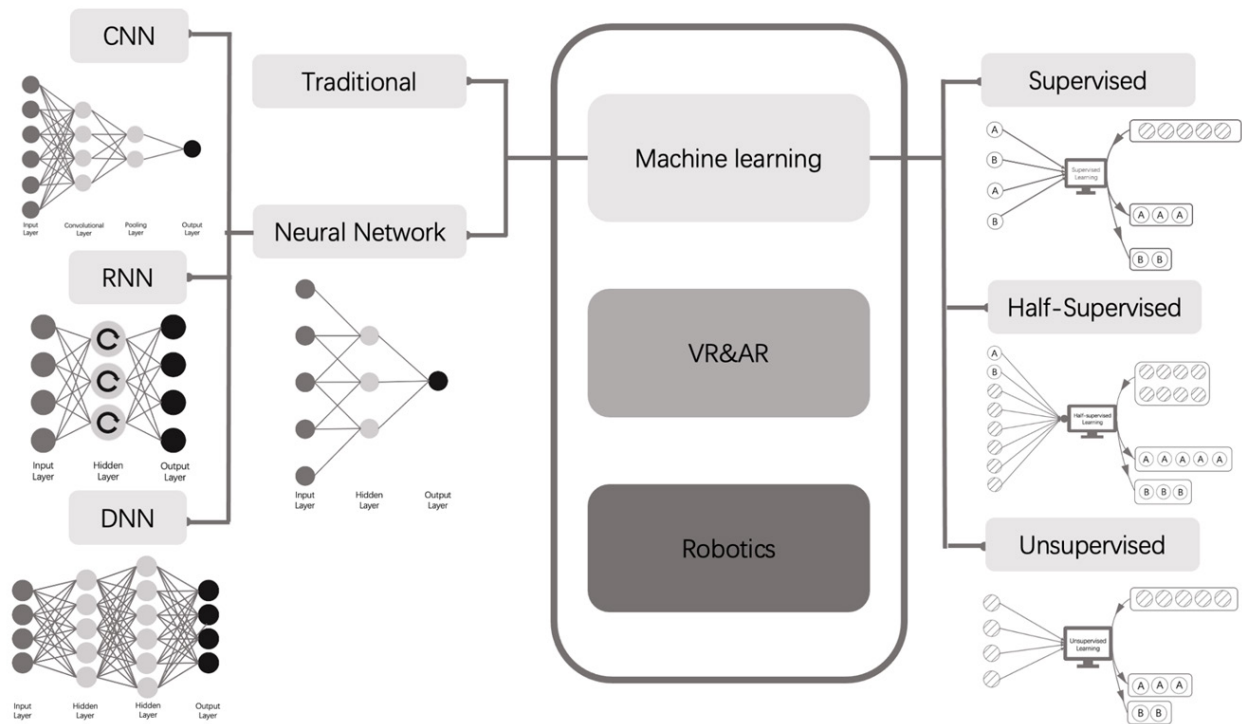 CNN
Input
Layer
Convolutional
Layer
Pooling
Layer
Output
Layer
RNN
Input
Layer
Hidden
Layer
Output
Layer
DNN
Input
Layer
Hidden
Layer
Hidden
Layer
Output
Layer
Traditional
Neural Network
Input
Layer
Hidden
Layer
Output
Layer
Machine learning
VR&AR
Robotics
Supervised
A
B
A
B
Supervised
Learning
A A A
B B
Half-Supervised
A
B
Half-supervised
Learning
A A A A A
B B B
Unsupervised
Unsupervised
Learning
A A A
B B